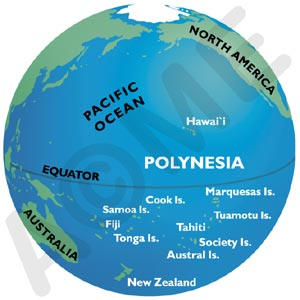 NORTH AMERICA
PACIFIC
OCEAN
Hawai`i
POLYNESIA
EQUATOR
Marquesas Is.
Cook Is.
Samoa Is.
Tuamotu Is.
Fiji
Tahiti
Tonga Is.
Society Is.
AUSTRALIA
Austral Is.
New Zealand
ACME